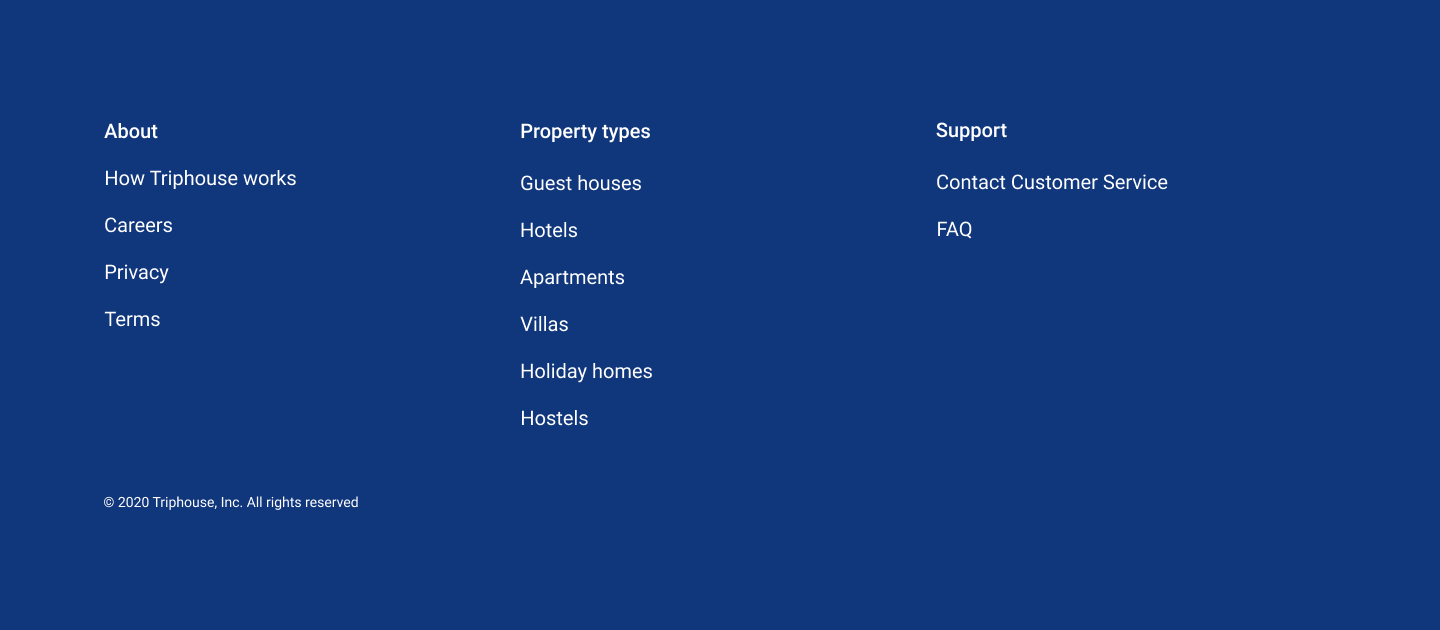 About
How Triphouse works
Careers
Privacy
Terms
Property types
Guest houses
Hotels
Apartments
Villas
Holiday homes
Hostels
Support
Contact Customer Service
FAQ
© 2020 Triphouse, Inc. All rights reserved